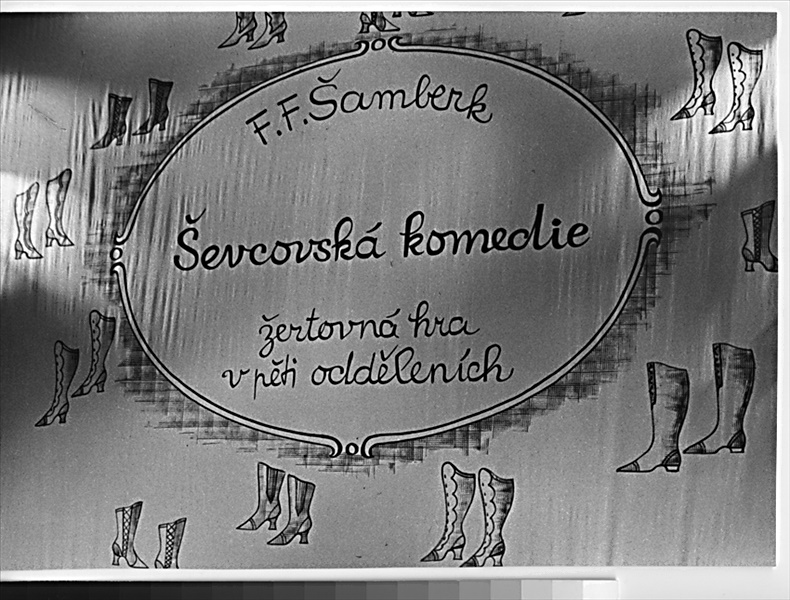 F.F. Šamberk
Ševcovská komedie
žertovná hra
v pěti odděleních